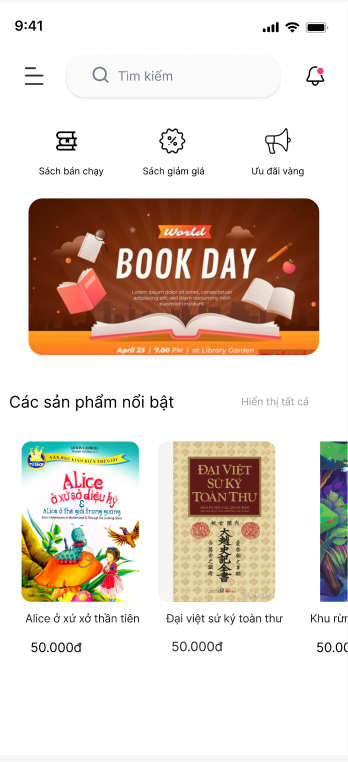 9:41
Tìm kiếm
Sách bán chạy
Sách giảm giá
Ưu đãi vàng
World
BOOK DAY
Lorem ipsum dolor sit amet, consectetuer
adipiscing elit, sed diam nonummy nibh
euismod tincidunt
April 23 | 7.00 PM | at Library Garden
Các sản phẩm nổi bật
Hiển thị tất cả
LEWIS CARROLL
VĂN HỌC KINH ĐIỂN THẾ GIỚI
Alice
ở xứ sở diệu kỳ
&
Alice ở thế giới trong gương
ĐẠI VIỆT
SỬ KÝ
TOÀN THƯ
大越史記全書
Alice ở xứ xở thần tiên
Đại việt sứ ký toàn thư
Khu rừn
50.000đ
50.000đ
50.00